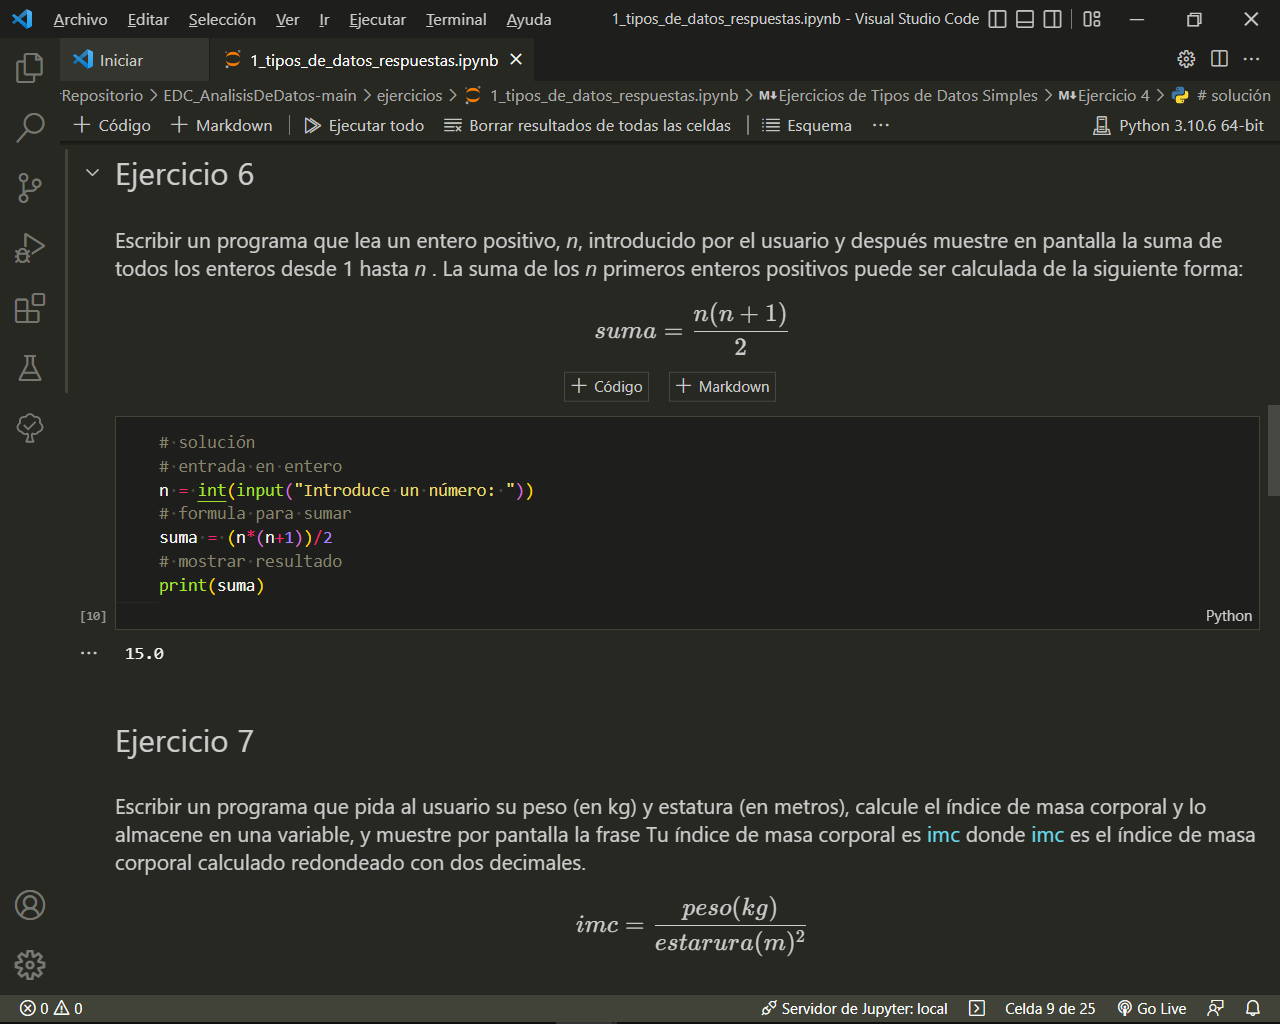 Archivo Editar Selección Ver Ir Ejecutar Terminal Ayuda 1_tipos_de_datos_respuestas.ipynb - Visual Studio Code
Iniciar 1_tipos_de_datos_respuestas.ipynb
rRepositorio > EDC_AnalisisDeDatos-main > ejercicios > 1_tipos_de_datos_respuestas.ipynb > M↓Ejercicios de Tipos de Datos Simples > M↓Ejercicio 4 > # solución
+ Código + Markdown | Ejecutar todo Borrar resultados de todas las celdas | Esquema ··· Python 3.10.6 64-bit
Ejercicio 6
Escribir un programa que lea un entero positivo, n, introducido por el usuario y después muestre en pantalla la suma de
todos los enteros desde 1 hasta n . La suma de los n primeros enteros positivos puede ser calculada de la siguiente forma:
suma = n(n + 1)
2
+ Código + Markdown
# solución
# entrada en entero
n = int(input("Introduce un número: "))
# formula para sumar
suma = (n*(n+1))/2
# mostrar resultado
print(suma)
[10] Python
··· 15.0
Ejercicio 7
Escribir un programa que pida al usuario su peso (en kg) y estatura (en metros), calcule el índice de masa corporal y lo
almacene en una variable, y muestre por pantalla la frase Tu índice de masa corporal es imc donde imc es el índice de masa
corporal calculado redondeado con dos decimales.
imc = peso(kg)
estarura(m)²
0 0 Servidor de Jupyter: local Celda 9 de 25 Go Live